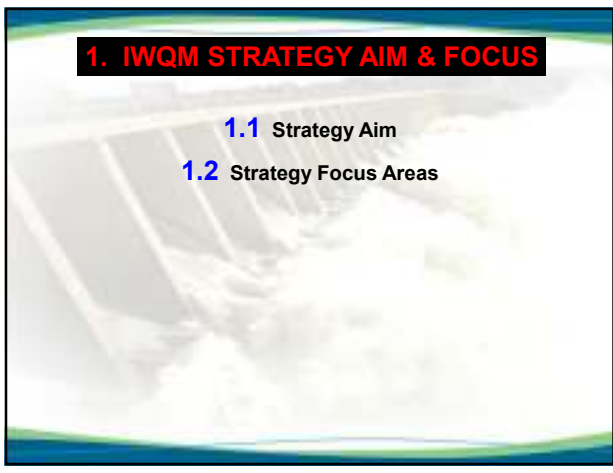 1. IWQM STRATEGY AIM & FOCUS
1.1 Strategy Aim
1.2 Strategy Focus Areas